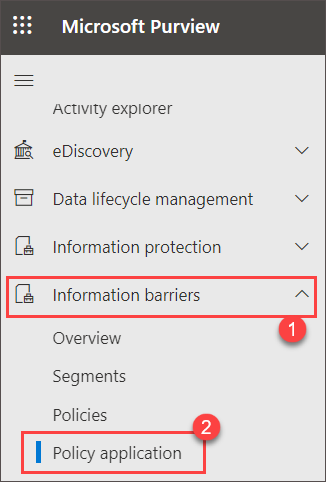 Microsoft Purview
Activity explorer
eDiscovery
Data lifecycle management
Information protection
Information barriers
1
Overview
Segments
Policies
2
Policy application